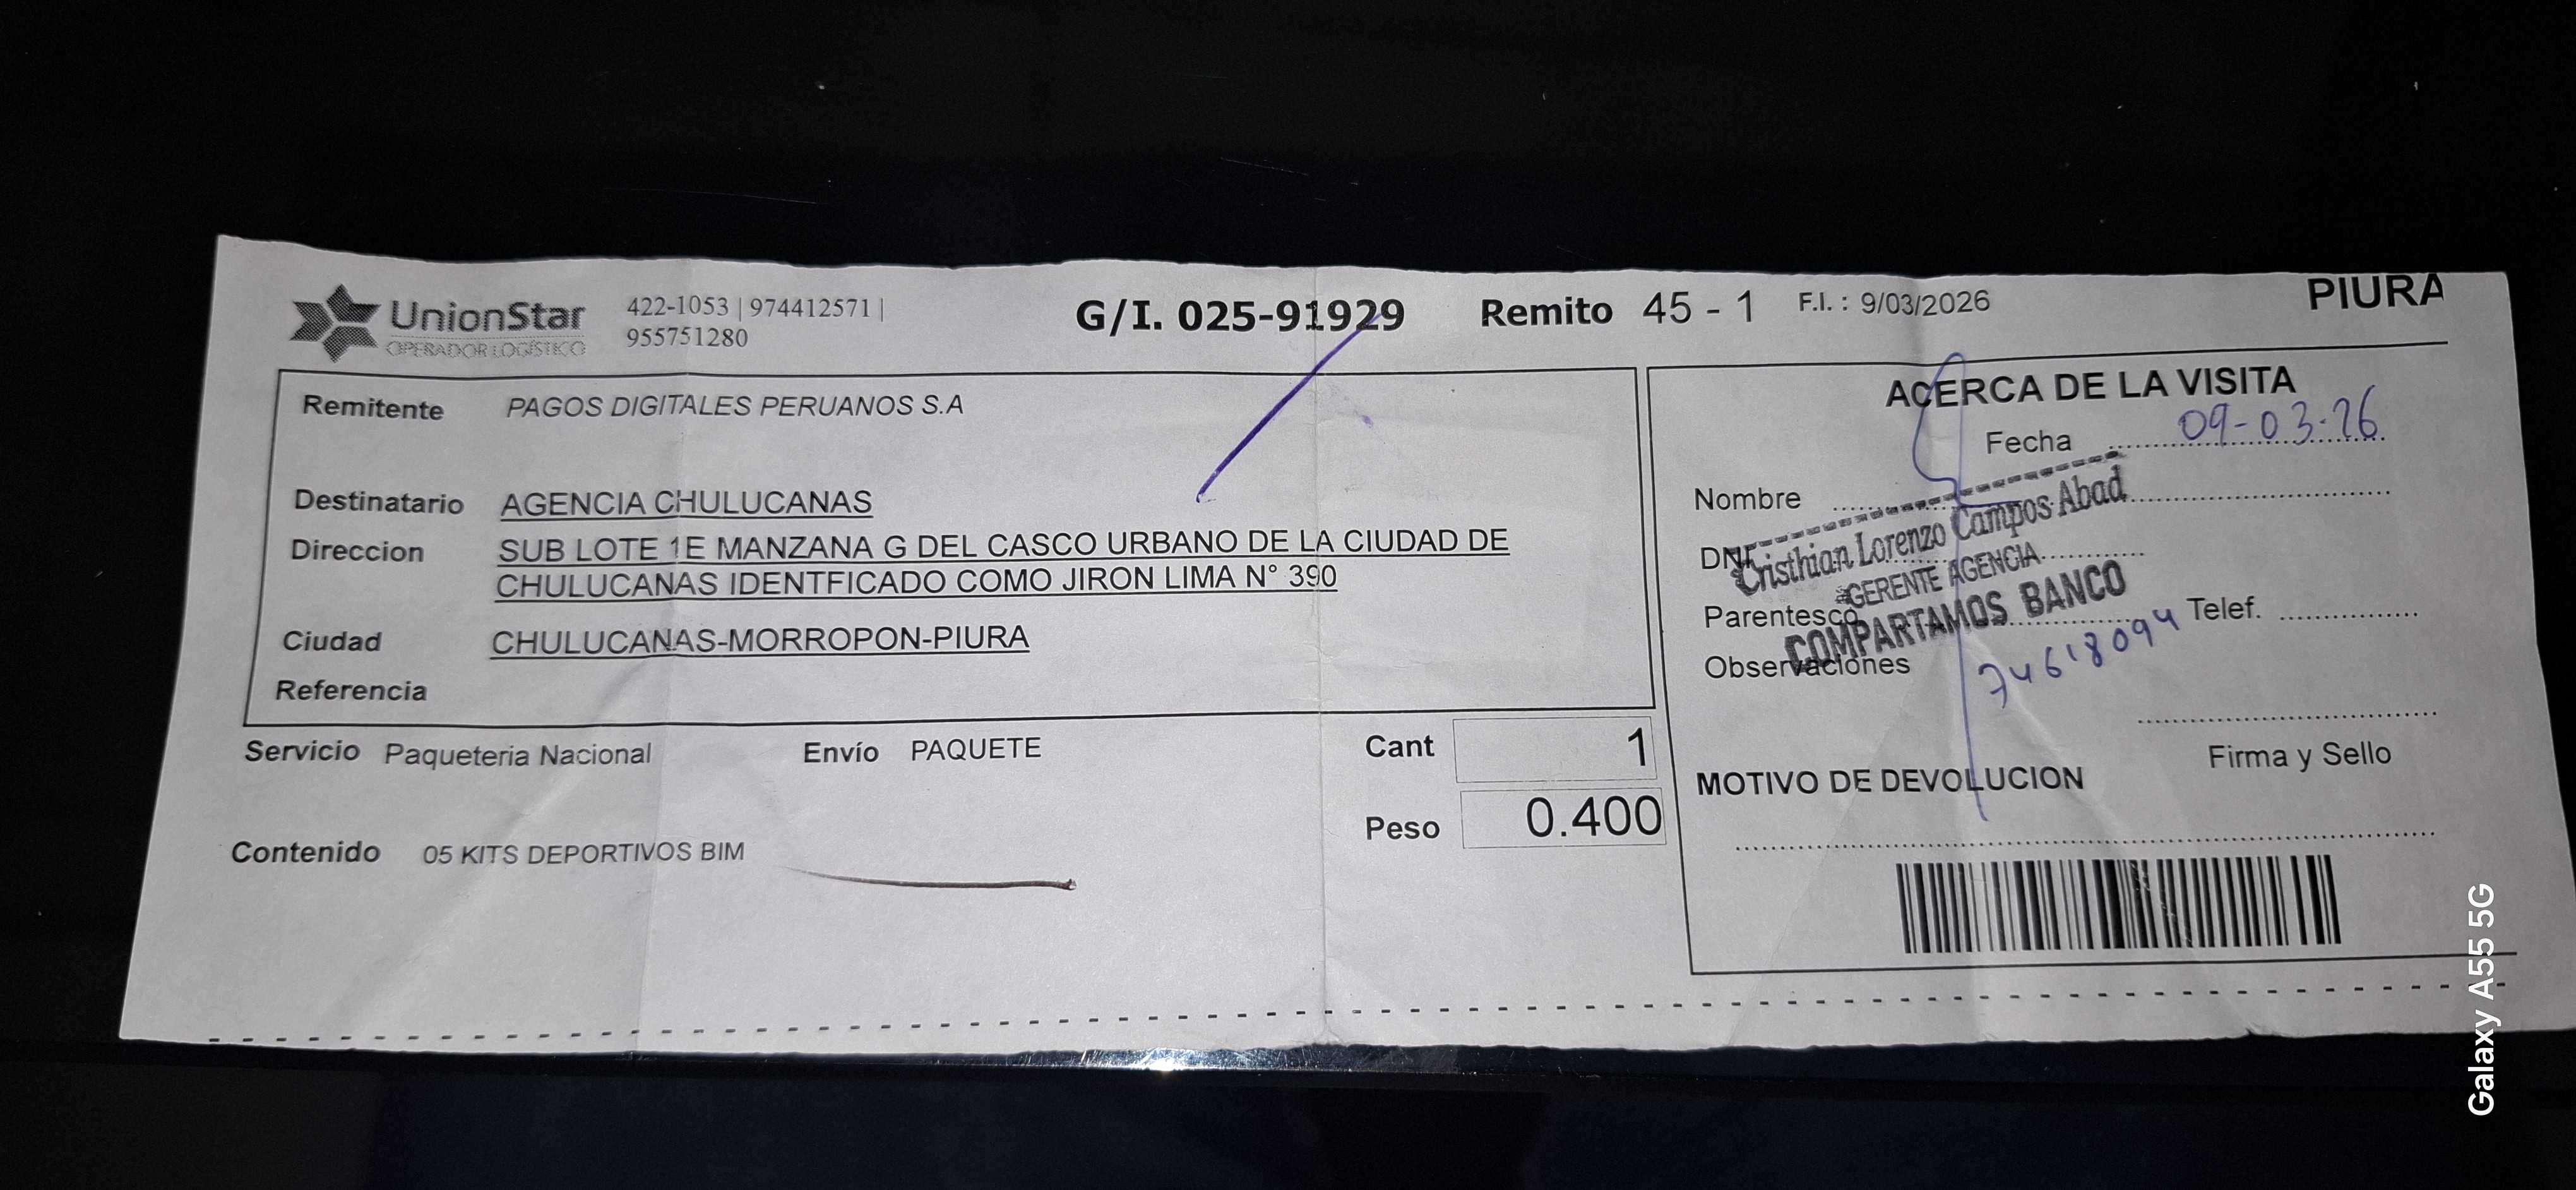 UnionStar
OPERADOR LOGÍSTICO
422-1053 | 974412571 |
955751280
G/I. 025-91929
Remito 45 - 1
F.I. : 9/03/2026
PIURA
Remitente PAGOS DIGITALES PERUANOS S.A
Destinatario AGENCIA CHULUCANAS
Direccion SUB LOTE 1E MANZANA G DEL CASCO URBANO DE LA CIUDAD DE
CHULUCANAS IDENTFICADO COMO JIRON LIMA N° 390
Ciudad CHULUCANAS-MORROPON-PIURA
Referencia
Servicio Paqueteria Nacional
Envío PAQUETE
Cant 1
Peso 0.400
Contenido 05 KITS DEPORTIVOS BIM
ACERCA DE LA VISITA
Fecha 09-03-26
Nombre
DNI
Parentesco
Telef.
Observaciones
Cristhian Lorenzo Campos Abad
GERENTE AGENCIA
COMPARTAMOS BANCO
74618094
Firma y Sello
MOTIVO DE DEVOLUCION
Galaxy A55 5G